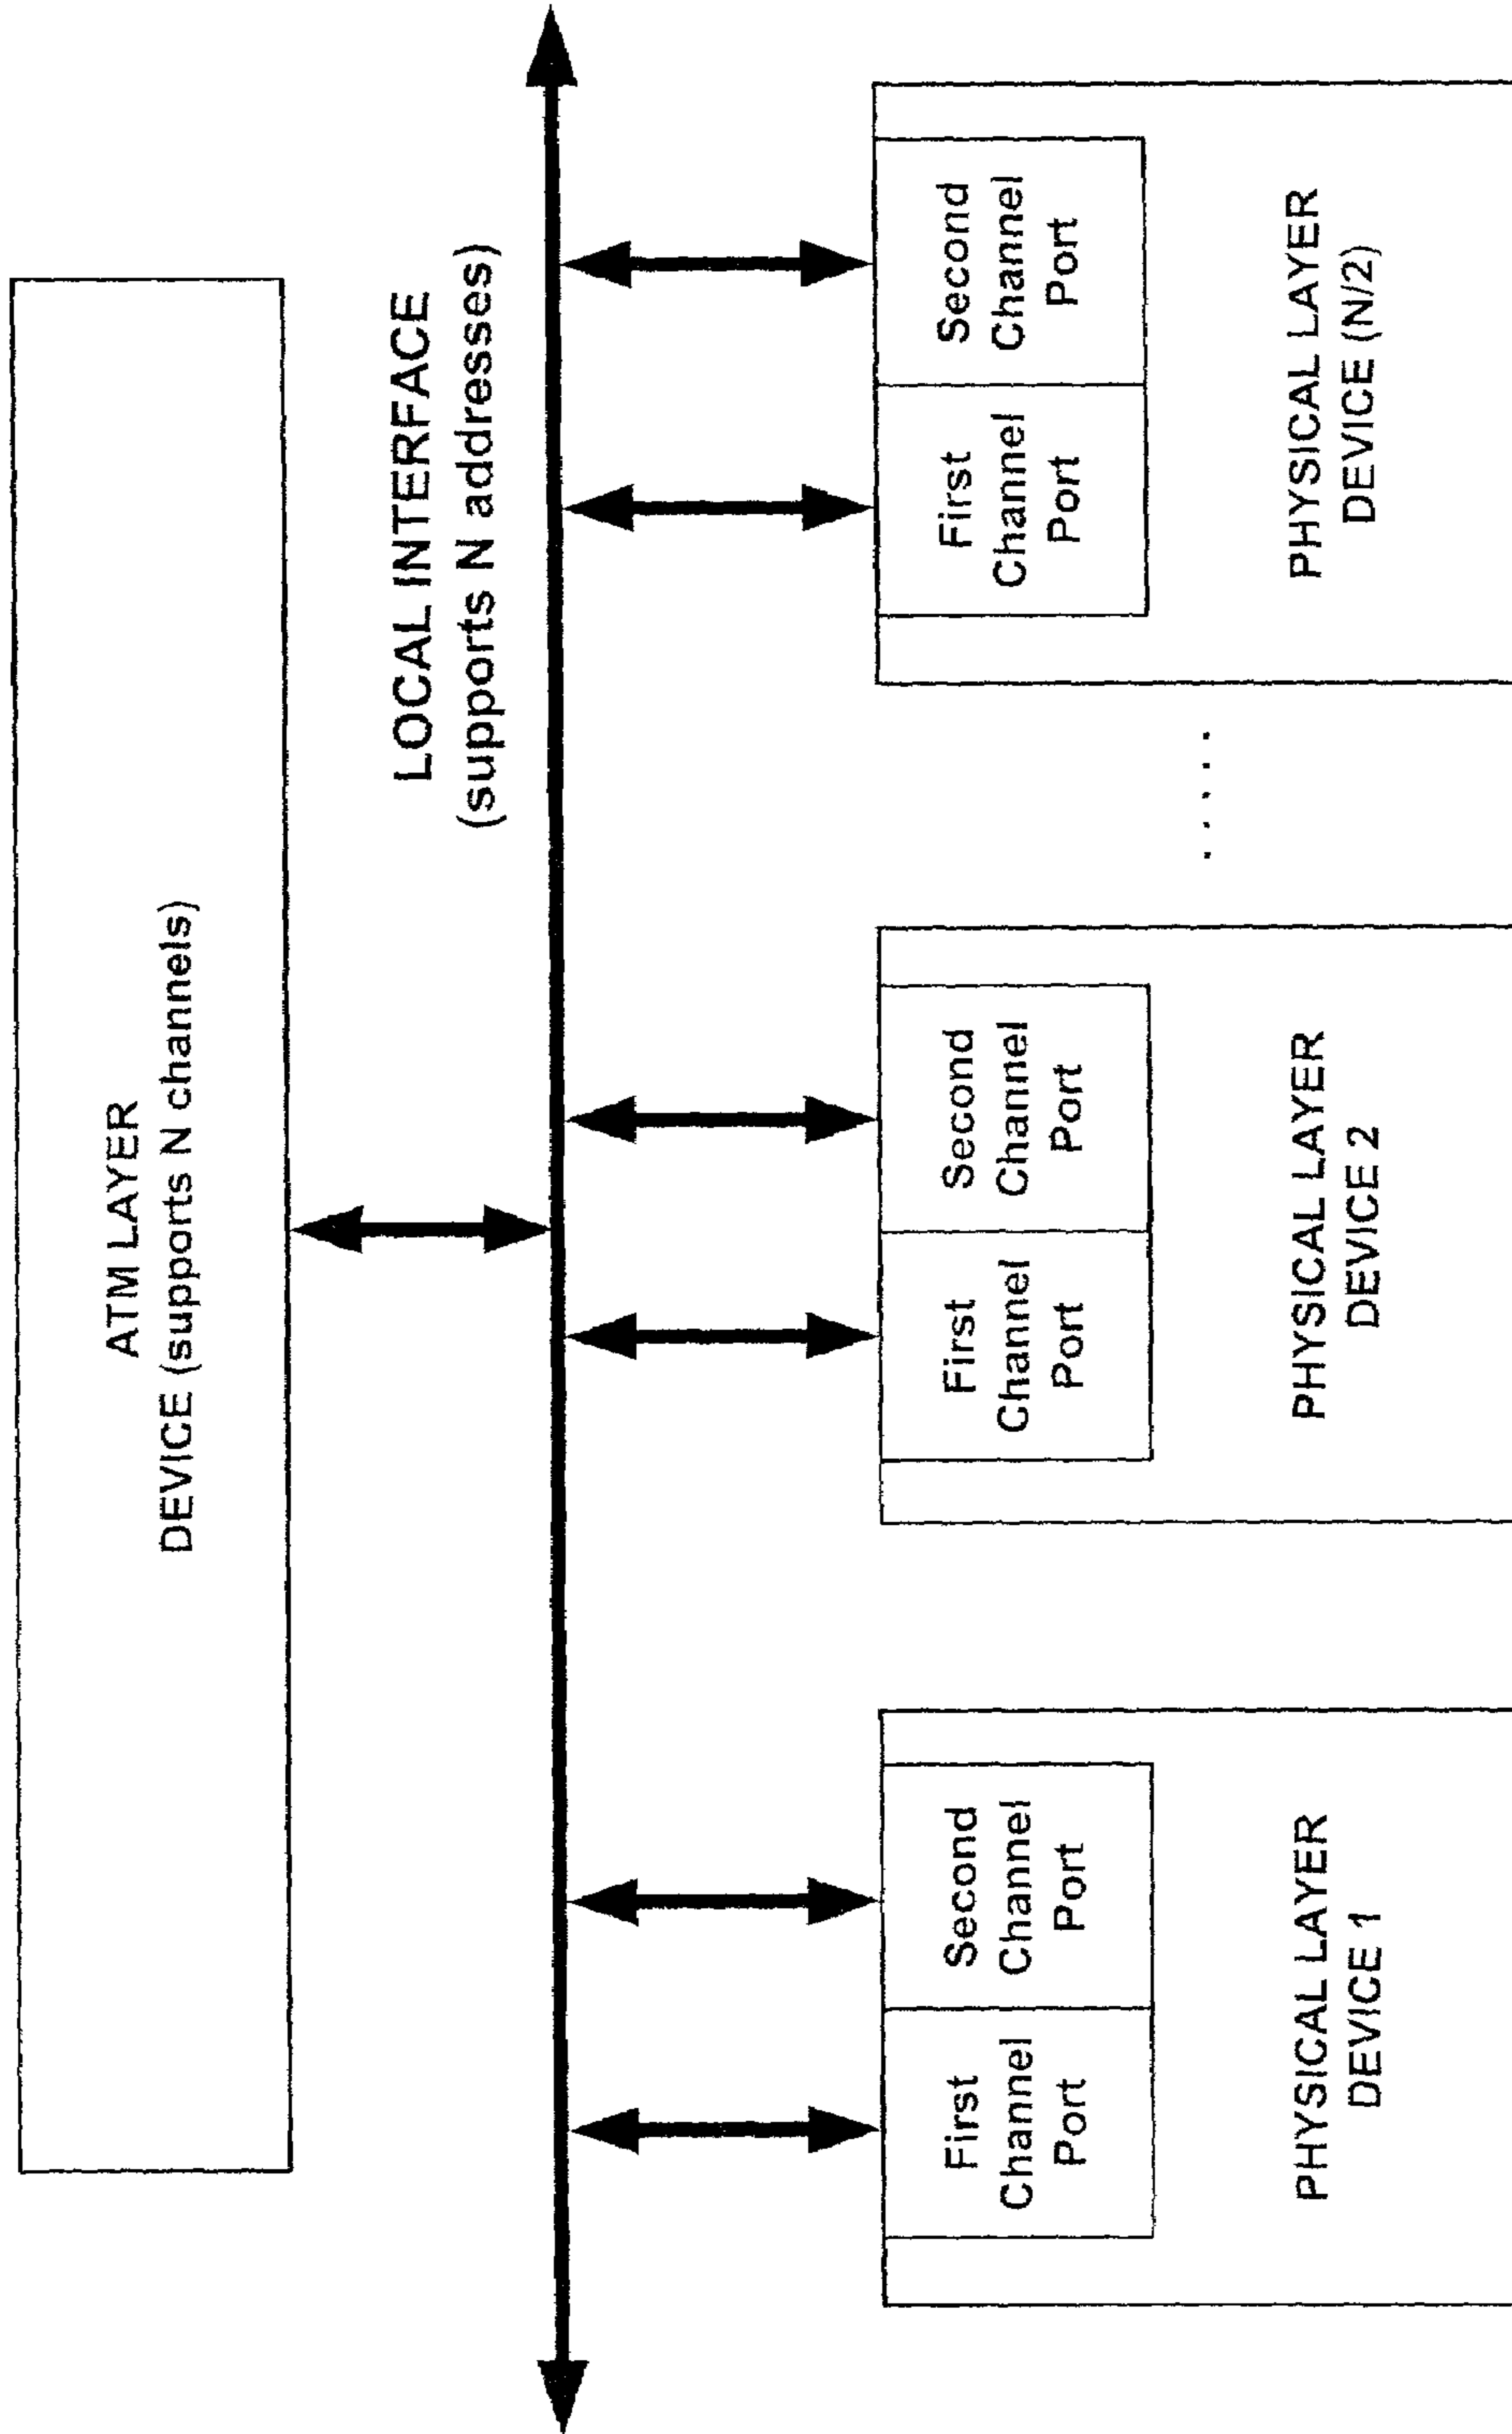 ATM LAYER
DEVICE (supports N channels)
LOCAL INTERFACE
(supports N addresses)
First
Channel
Port
Second
Channel
Port
PHYSICAL LAYER
DEVICE 1
First
Channel
Port
Second
Channel
Port
PHYSICAL LAYER
DEVICE 2
.....
First
Channel
Port
Second
Channel
Port
PHYSICAL LAYER
DEVICE (N/2)